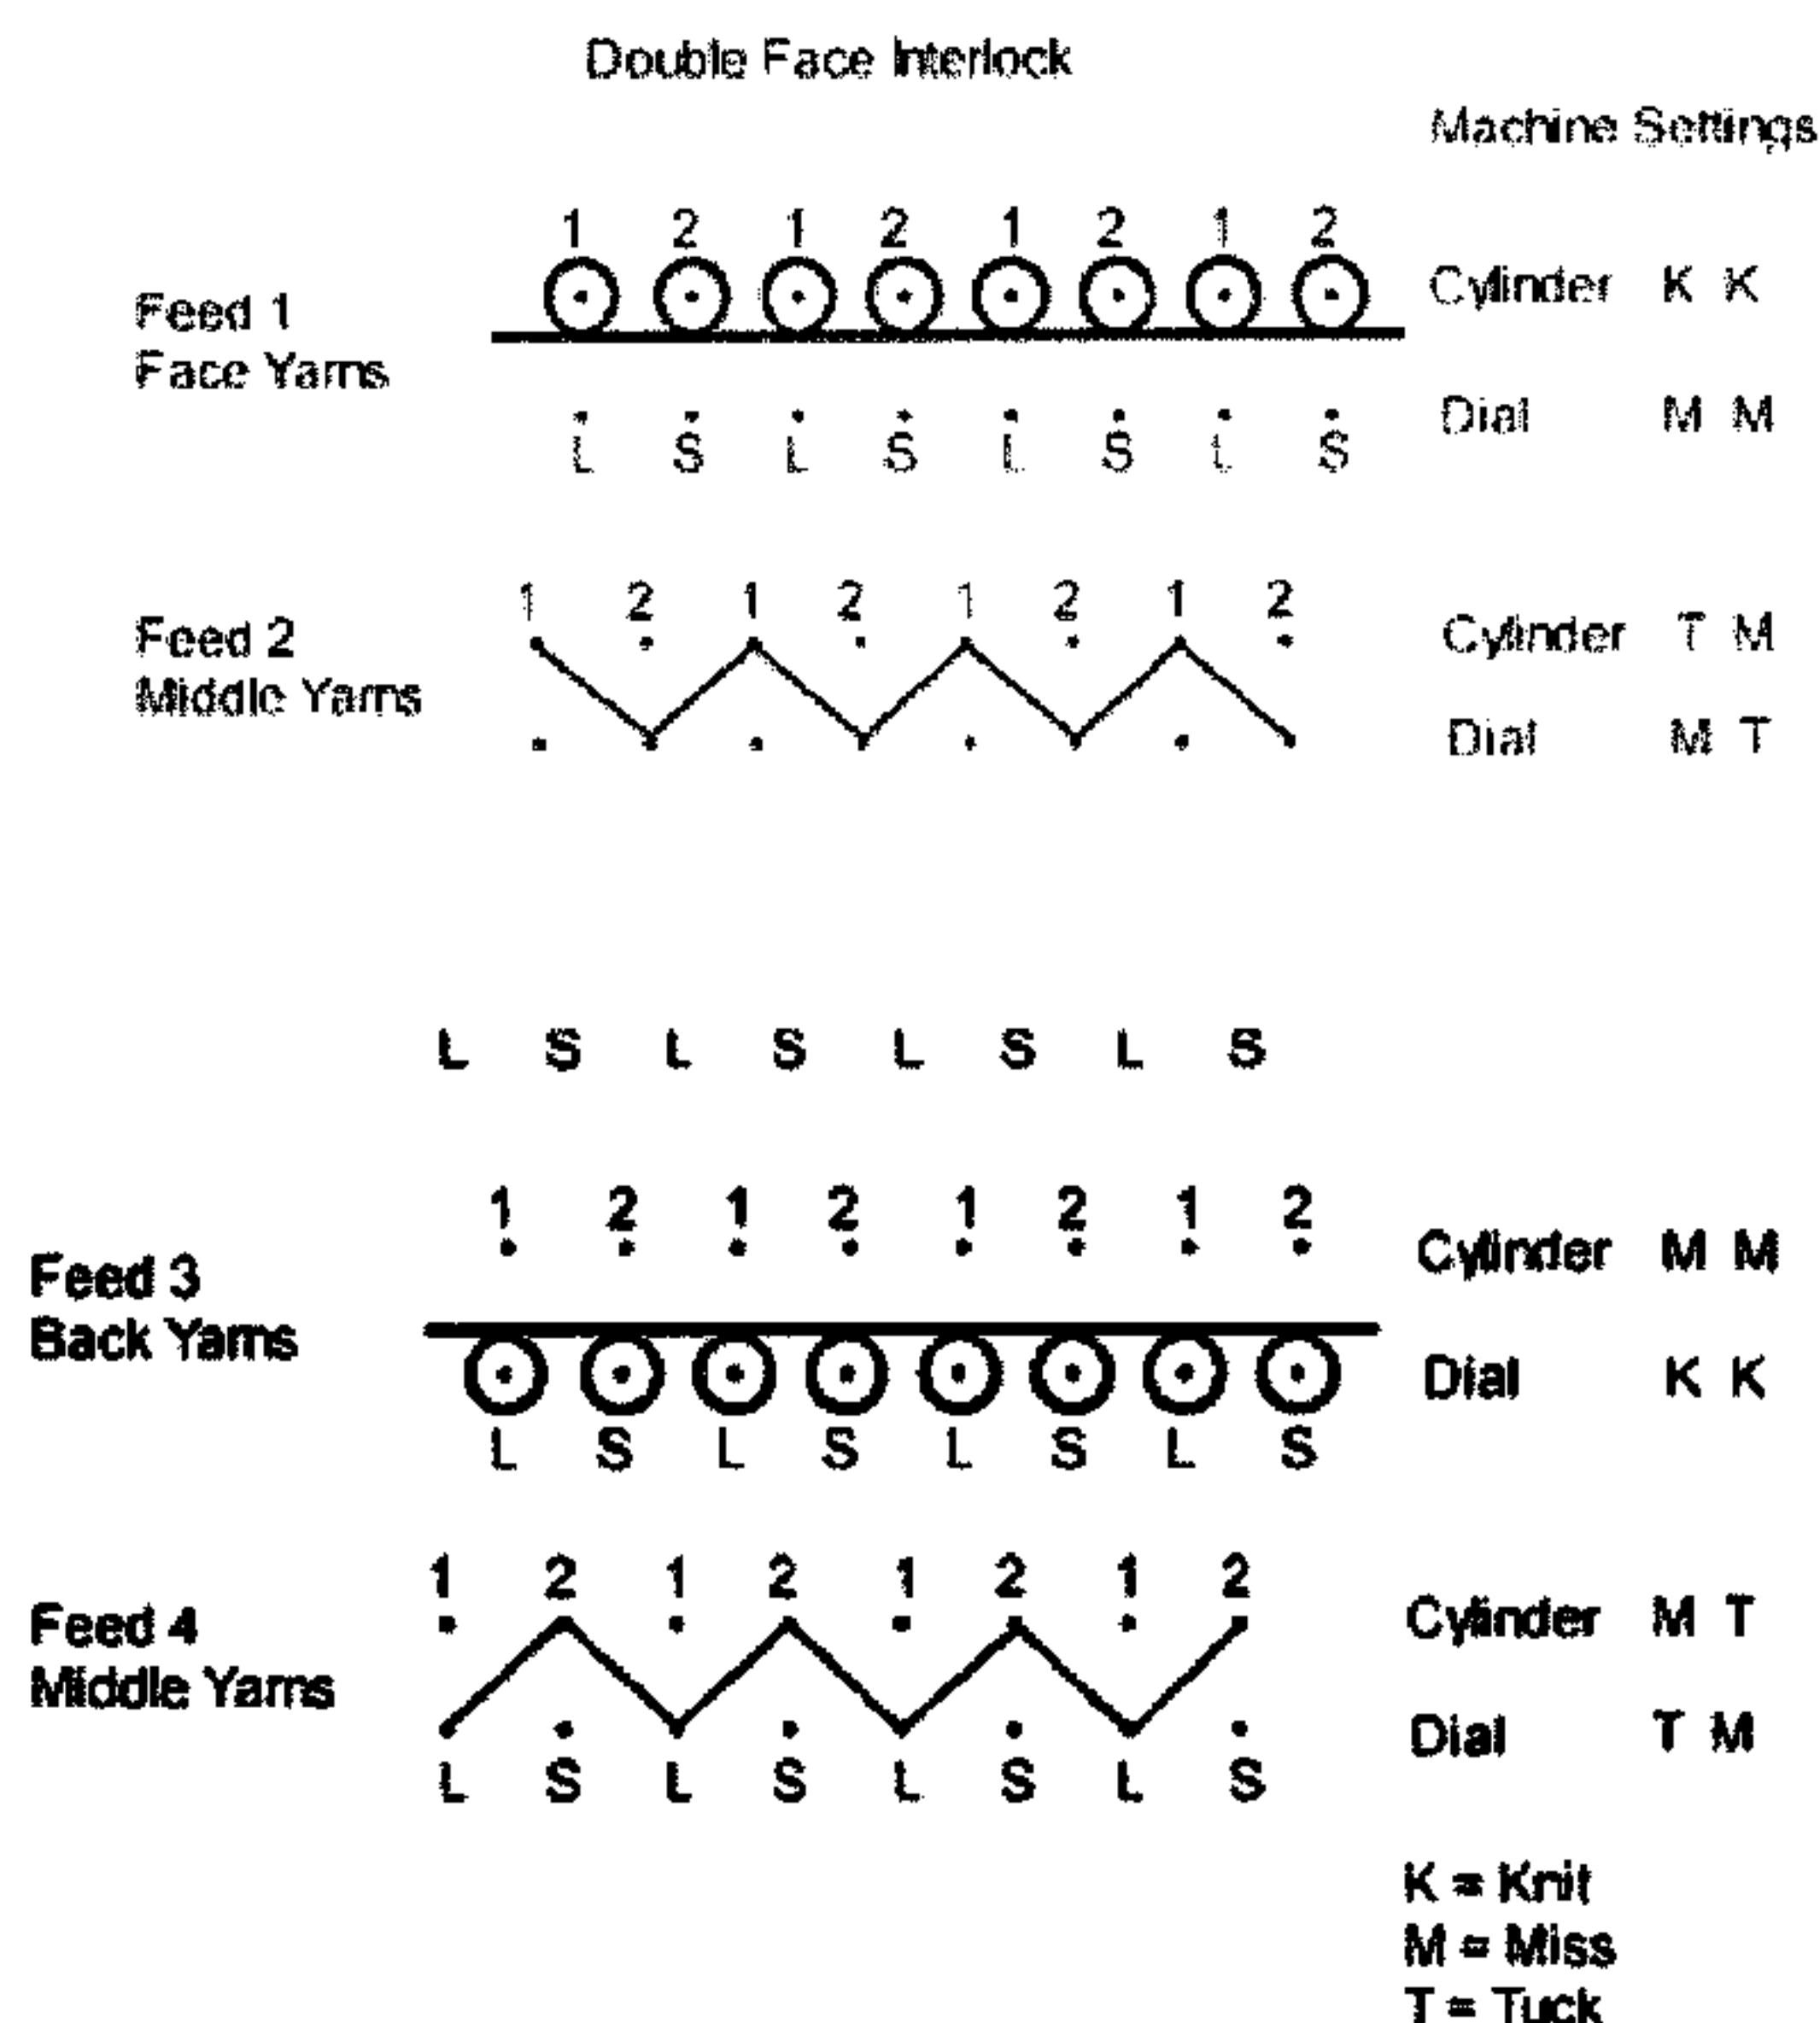 Double Face Interlock
Machine Settings
1 2 1 2 1 2 1 2
Cylinder K K
Feed 1
Face Yarns
Dial M M
L S L S L S L S
1 2 1 2 1 2 1 2
Feed 2
Cylinder T M
Middle Yarns
Dial M T
L S L S L S L S
1 2 1 2 1 2 1 2
Cylinder M M
Feed 3
Back Yarns
Dial K K
L S L S L S L S
1 2 1 2 1 2 1 2
Feed 4
Cylinder M T
Middle Yarns
Dial T M
L S L S L S L S
K = Knit
M = Miss
T = Tuck